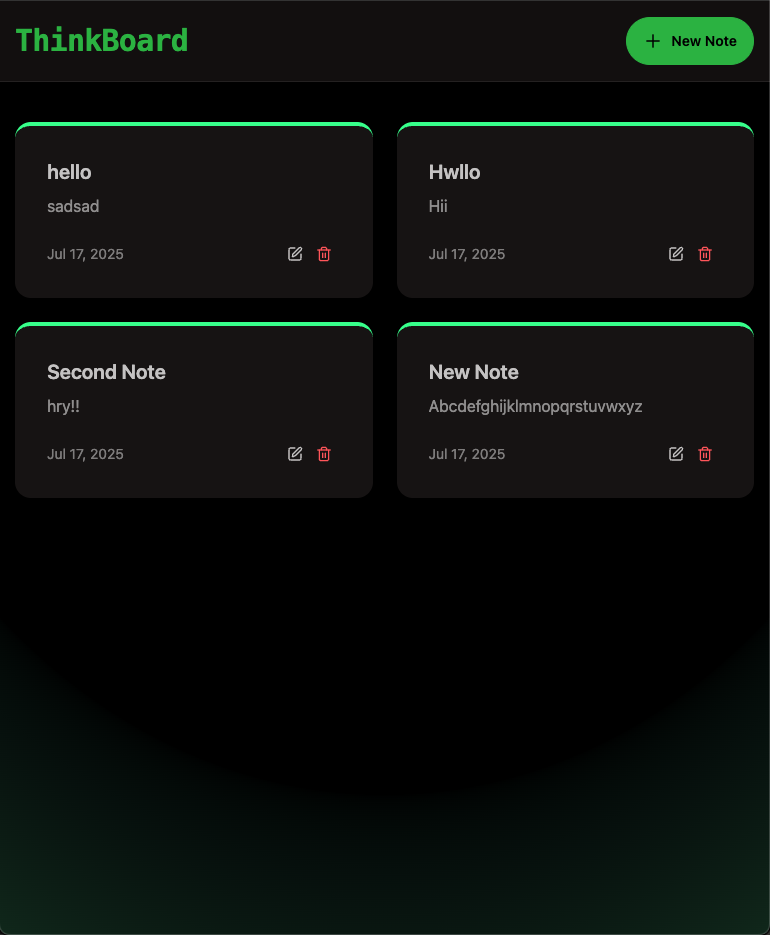 ThinkBoard
New Note
hello
sadsad
Jul 17, 2025
Hwllo
Hii
Jul 17, 2025
Second Note
hry!!
Jul 17, 2025
New Note
Abcdefghijklmnopqrstuvwxyz
Jul 17, 2025